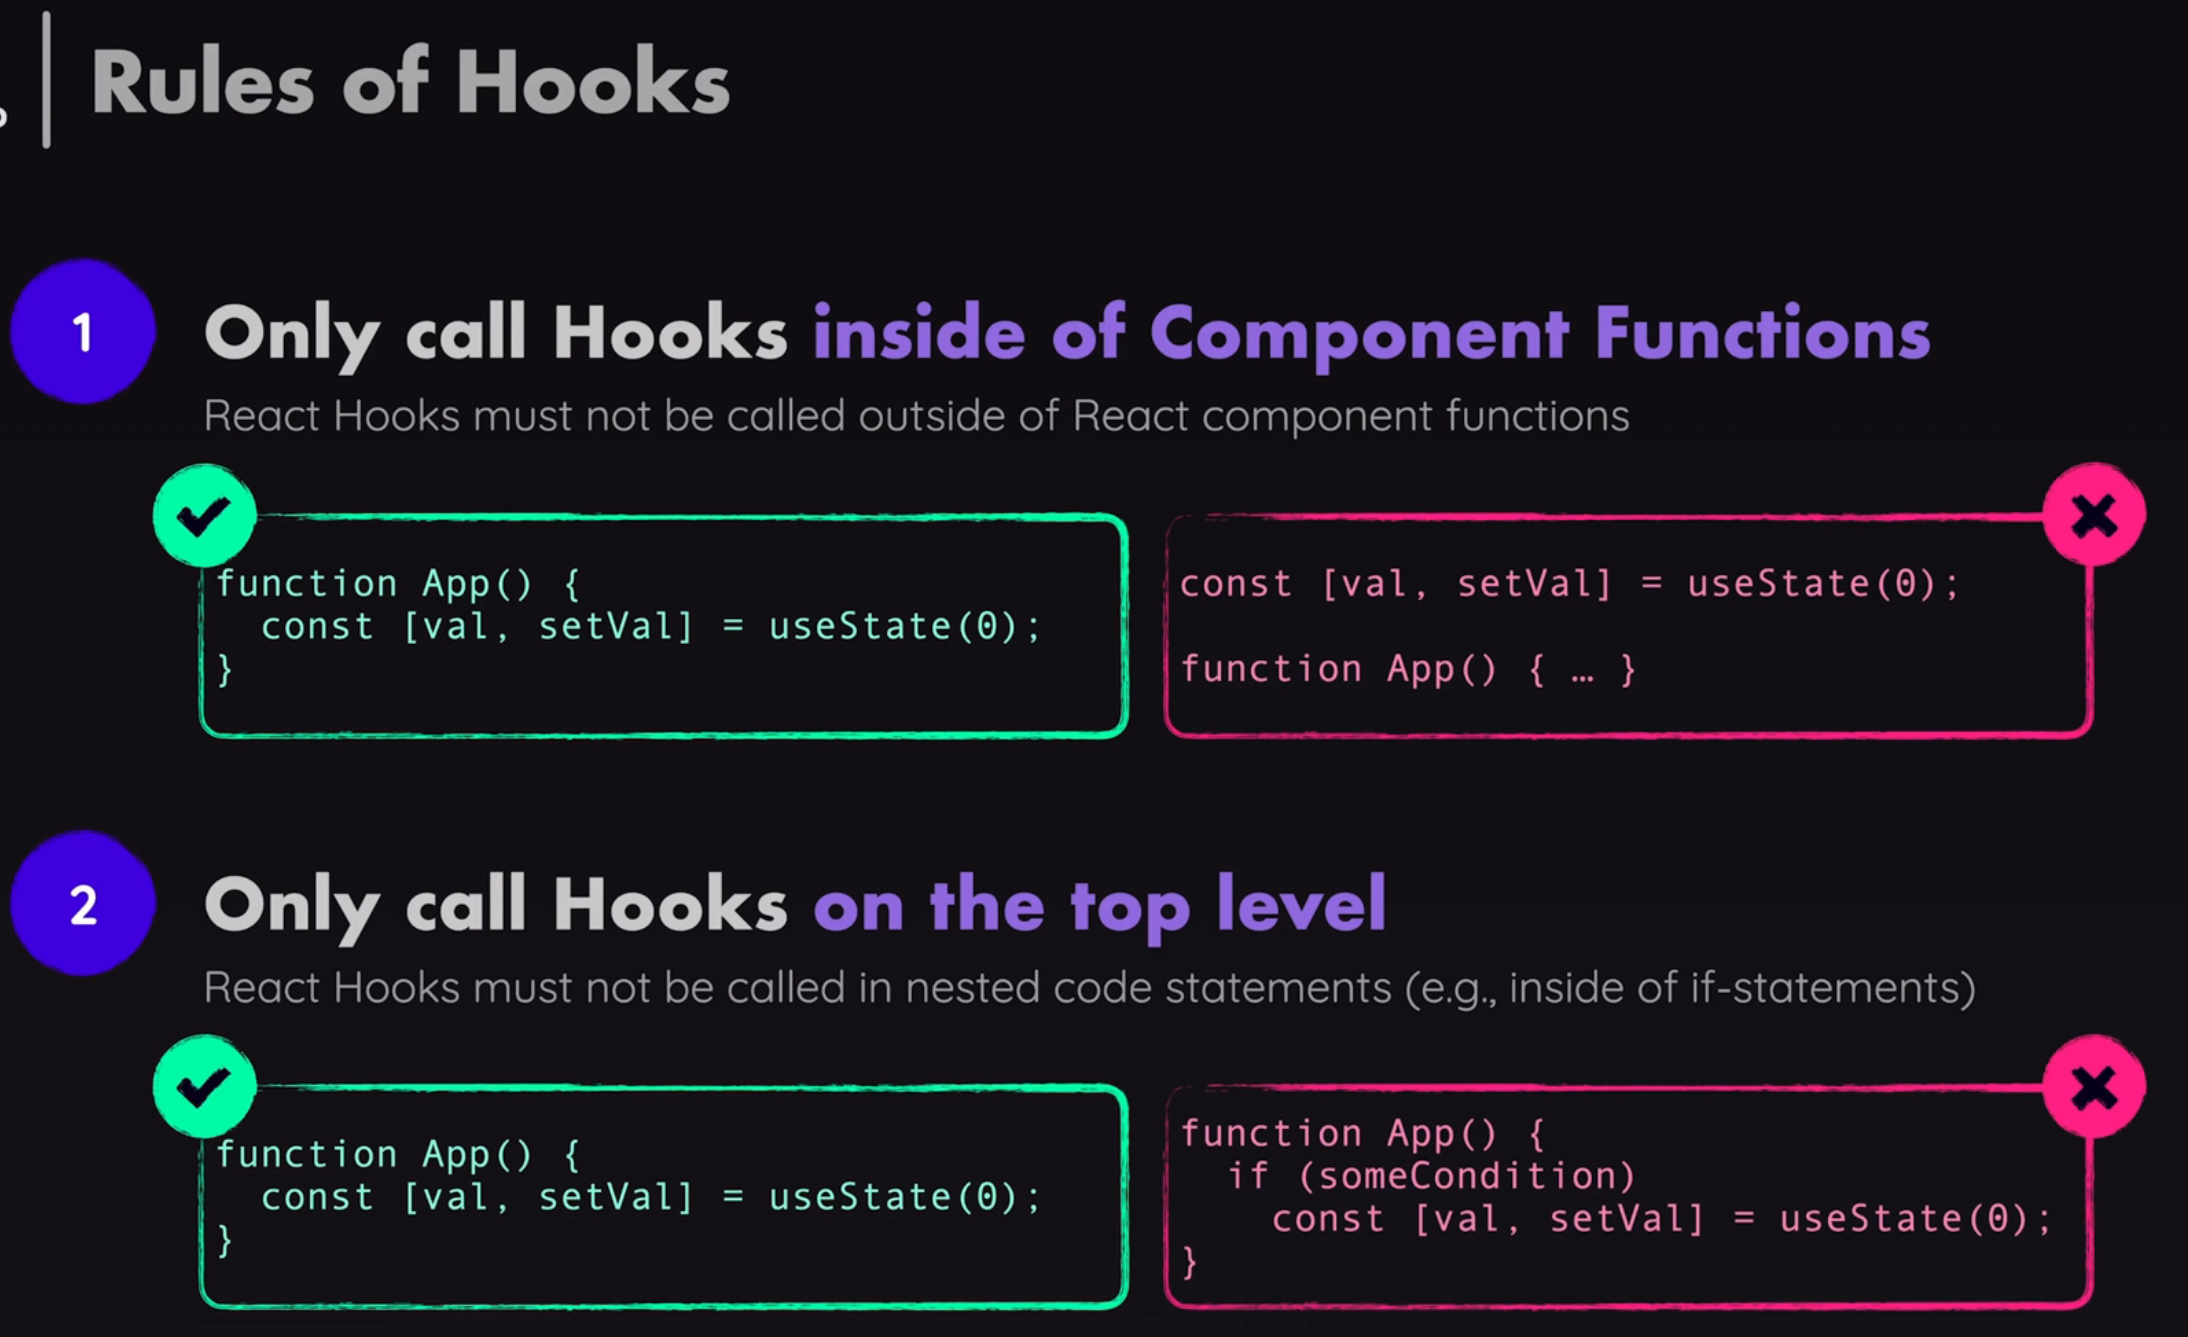 Rules of Hooks
1
Only call Hooks inside of Component Functions
React Hooks must not be called outside of React component functions
function App() {
  const [val, setVal] = useState(0);
}
const [val, setVal] = useState(0);
function App() { … }
2
Only call Hooks on the top level
React Hooks must not be called in nested code statements (e.g., inside of if-statements)
function App() {
  const [val, setVal] = useState(0);
}
function App() {
  if (someCondition)
    const [val, setVal] = useState(0);
}